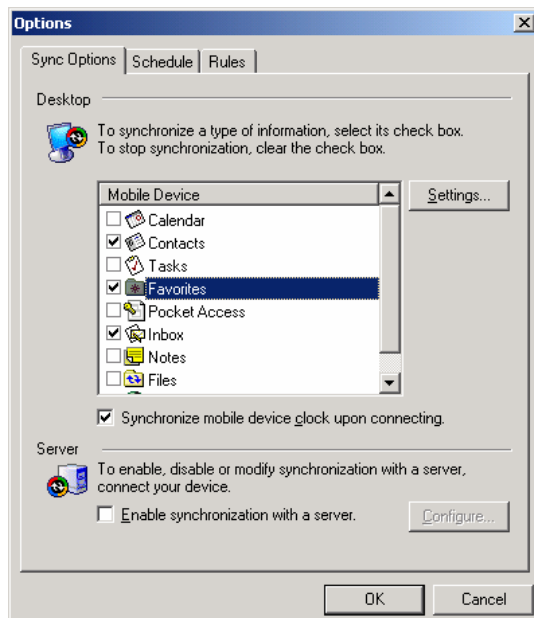 Options
Sync Options Schedule Rules
Desktop
To synchronize a type of information, select its check box.
To stop synchronization, clear the check box.
Mobile Device
Settings...
Calendar
Contacts
Tasks
Favorites
Pocket Access
Inbox
Notes
Files
Synchronize mobile device clock upon connecting.
Server
To enable, disable or modify synchronization with a server,
connect your device.
Enable synchronization with a server.
Configure...
OK Cancel